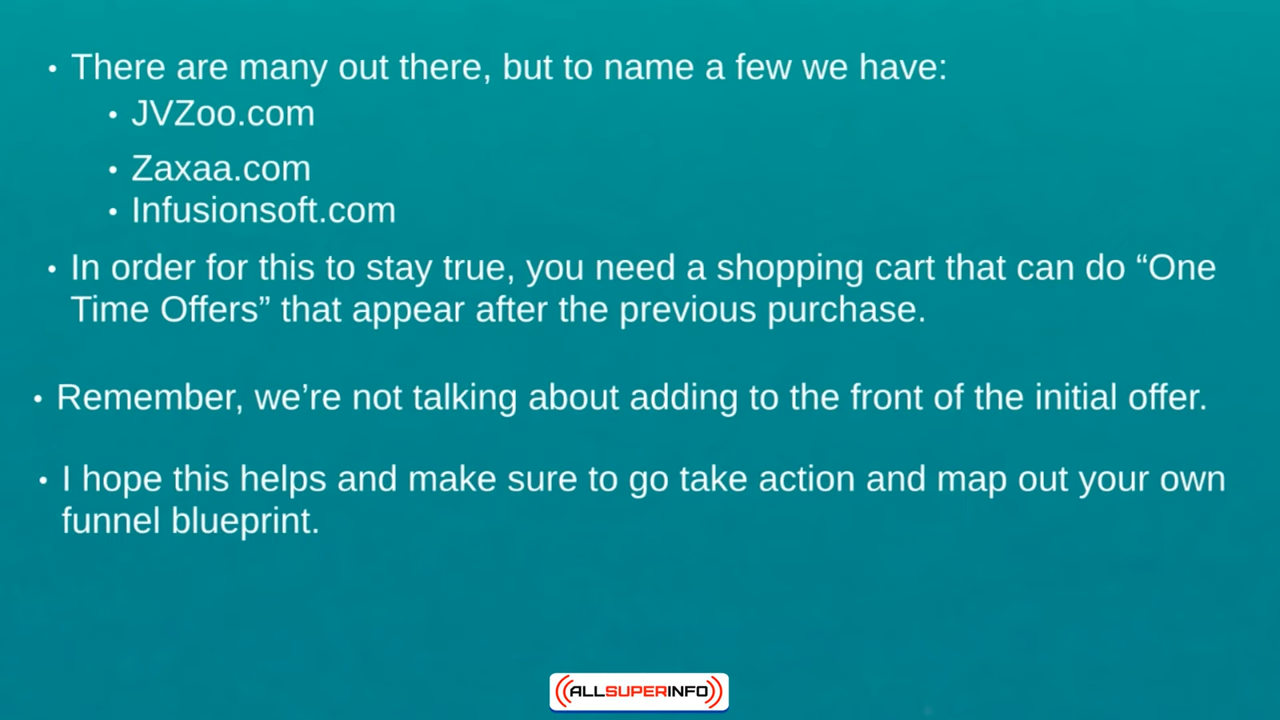 • There are many out there, but to name a few we have:
• JVZoo.com
• Zaxaa.com
• Infusionsoft.com
• In order for this to stay true, you need a shopping cart that can do “One
Time Offers” that appear after the previous purchase.
• Remember, we’re not talking about adding to the front of the initial offer.
• I hope this helps and make sure to go take action and map out your own
funnel blueprint.
ALLSUPERINFO